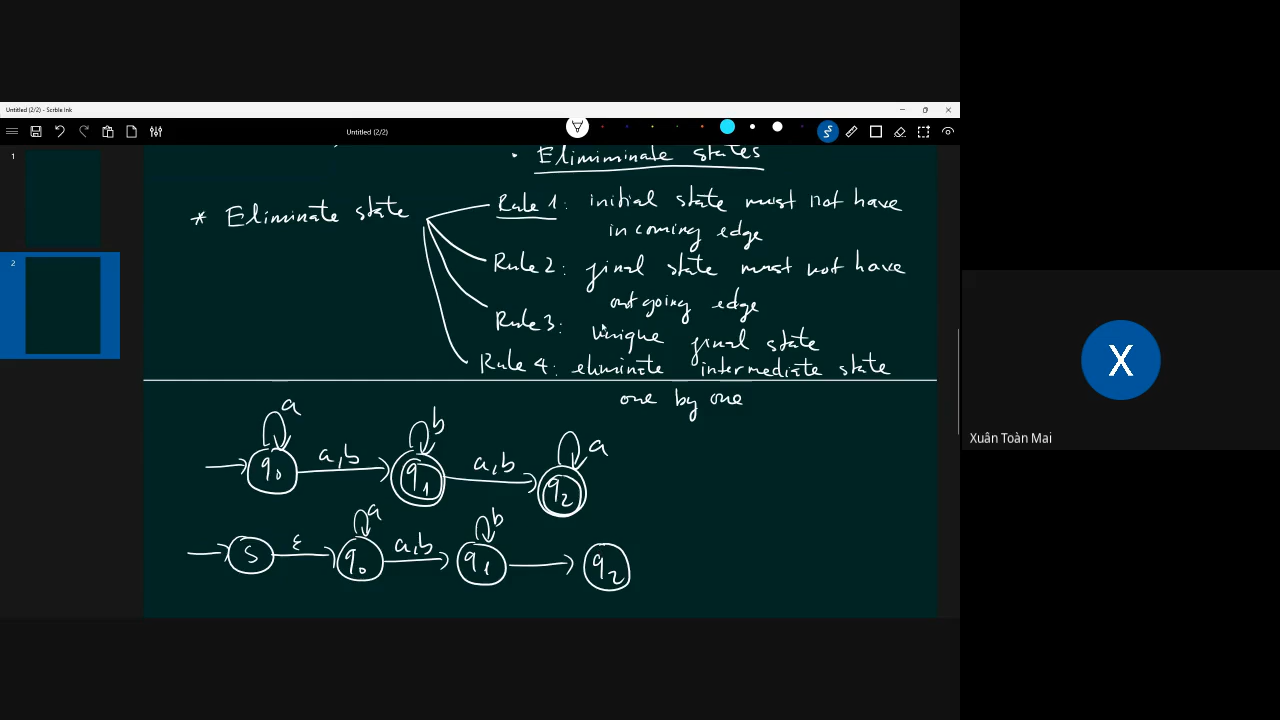 Untitled (2/2) - Scrble Ink
Untitled (2/2)
1
2
• Elimiminate states
* Eliminate state
Rule 1: initial state must not have
incoming edge
Rule 2: final state must not have
outgoing edge
Rule 3: unique final state
Rule 4: eliminate intermediate state
one by one
a b a
q0 a,b q1 a,b q2
a b
S ε q0 a,b q1 q2
X
Xuân Toàn Mai